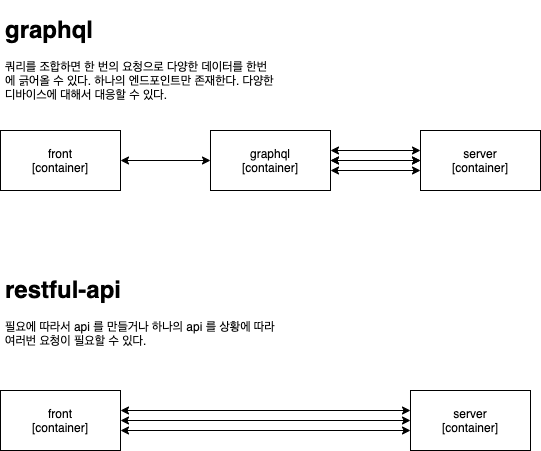 graphql
쿼리를 조합하면 한 번의 요청으로 다양한 데이터를 한번
에 긁어올 수 있다. 하나의 엔드포인트만 존재한다. 다양한
디바이스에 대해서 대응할 수 있다.
front
[container]
graphql
[container]
server
[container]
restful-api
필요에 따라서 api 를 만들거나 하나의 api 를 상황에 따라
여러번 요청이 필요할 수 있다.
front
[container]
server
[container]